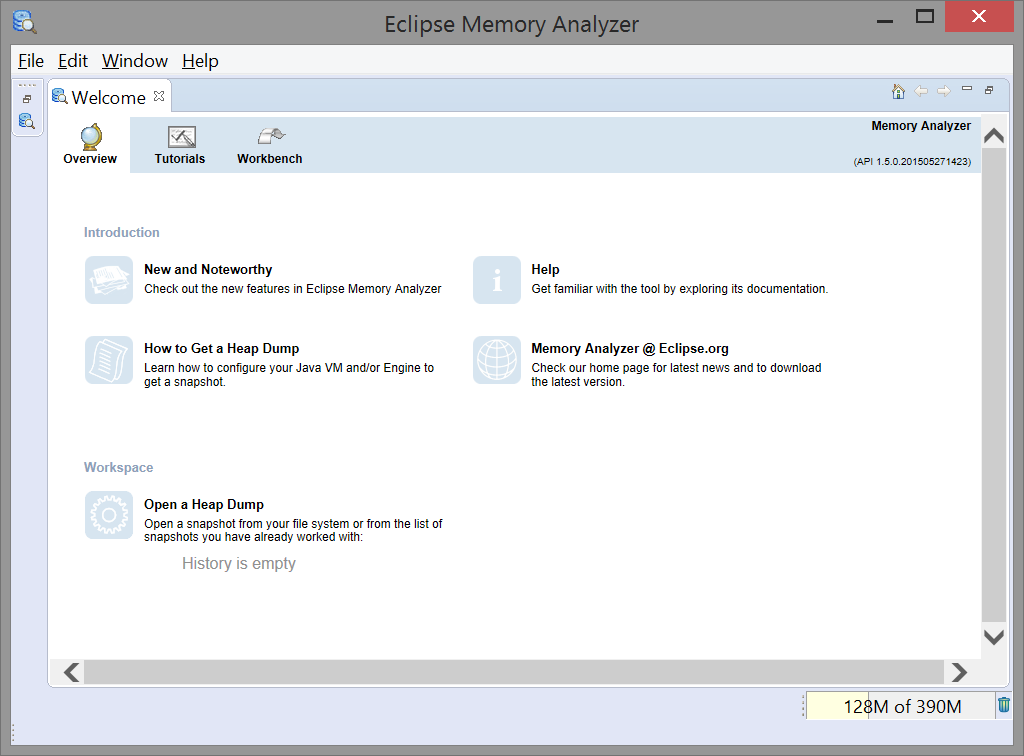 Eclipse Memory Analyzer
File Edit Window Help
Welcome
Overview Tutorials Workbench
Memory Analyzer
(API 1.5.0.201505271423)
Introduction
New and Noteworthy
Check out the new features in Eclipse Memory Analyzer
Help
Get familiar with the tool by exploring its documentation.
How to Get a Heap Dump
Learn how to configure your Java VM and/or Engine to
get a snapshot.
Memory Analyzer @ Eclipse.org
Check our home page for latest news and to download
the latest version.
Workspace
Open a Heap Dump
Open a snapshot from your file system or from the list of
snapshots you have already worked with:
History is empty
128M of 390M